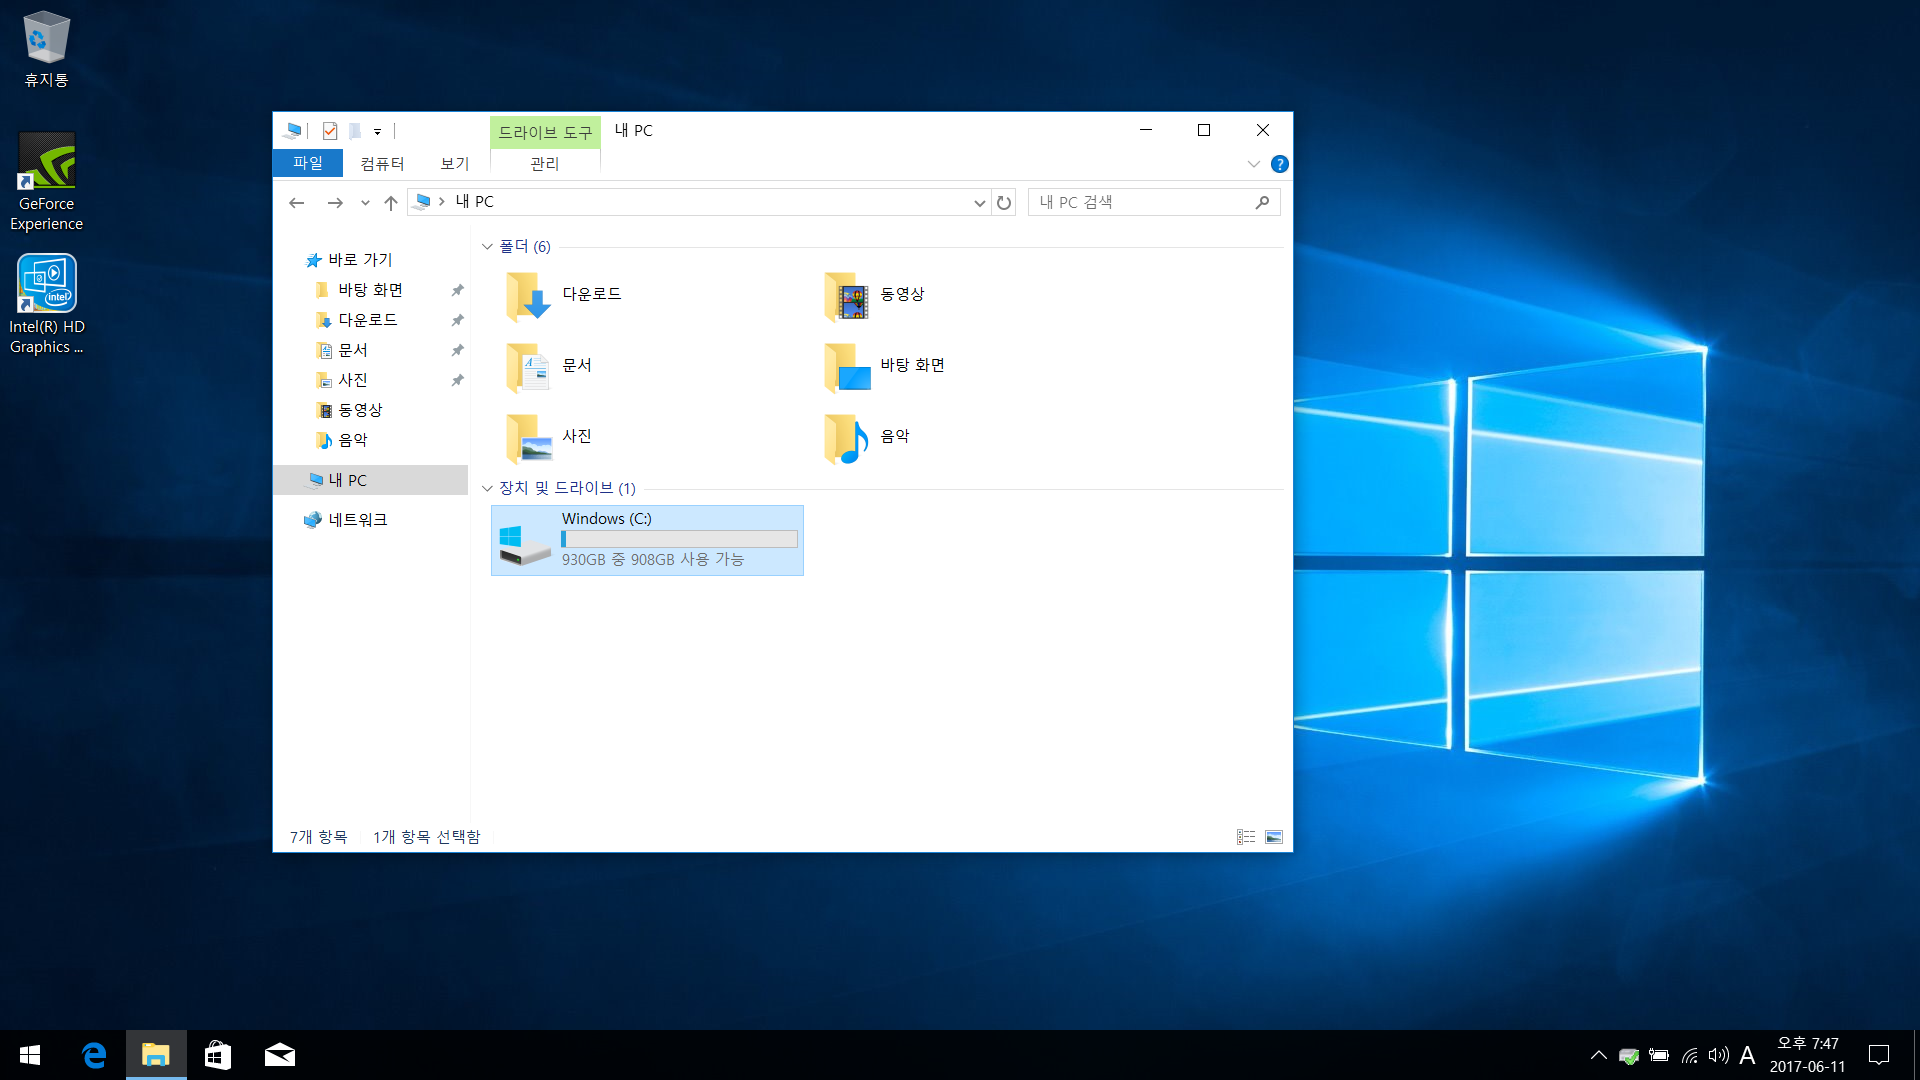 휴지통
GeForce
Experience
intel
Intel(R) HD
Graphics ...
드라이브 도구
내 PC
파일
컴퓨터
보기
관리
내 PC
내 PC 검색
바로 가기
바탕 화면
다운로드
문서
사진
동영상
음악
내 PC
네트워크
폴더 (6)
다운로드
동영상
문서
바탕 화면
사진
음악
장치 및 드라이브 (1)
Windows (C:)
930GB 중 908GB 사용 가능
7개 항목
1개 항목 선택함
A
오후 7:47
2017-06-11